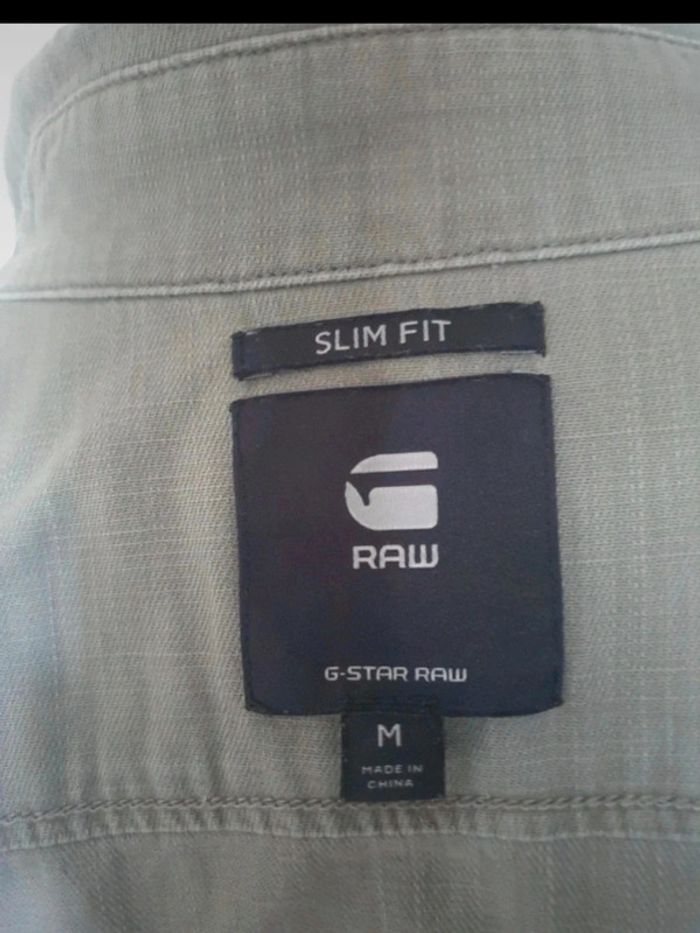 SLIM FIT
RAW
G-STAR RAW
M
MADE IN
CHINA